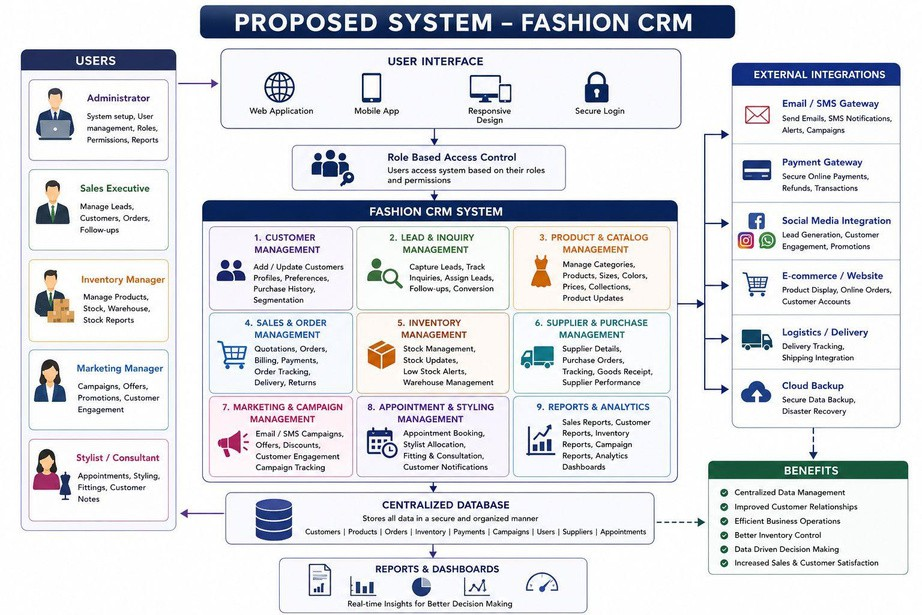 PROPOSED SYSTEM – FASHION CRM
USERS
Administrator
System setup, User
management, Roles,
Permissions, Reports
Sales Executive
Manage Leads,
Customers, Orders,
Follow-ups
Inventory Manager
Manage Products,
Stock, Warehouse,
Stock Reports
Marketing Manager
Campaigns, Offers,
Promotions, Customer
Engagement
Stylist / Consultant
Appointments, Styling,
Fittings, Customer
Notes
USER INTERFACE
Web Application
Mobile App
Responsive
Design
Secure Login
Role Based Access Control
Users access system based on their roles
and permissions
FASHION CRM SYSTEM
1. CUSTOMER
MANAGEMENT
Add / Update Customers
Profiles, Preferences,
Purchase History,
Segmentation
2. LEAD & INQUIRY
MANAGEMENT
Capture Leads, Track
Inquiries, Assign Leads,
Follow-ups, Conversion
3. PRODUCT & CATALOG
MANAGEMENT
Manage Categories,
Products, Sizes, Colors,
Prices, Collections,
Product Updates
4. SALES & ORDER
MANAGEMENT
Quotations, Orders,
Billing, Payments,
Order Tracking,
Delivery, Returns
5. INVENTORY
MANAGEMENT
Stock Management,
Stock Updates,
Low Stock Alerts,
Warehouse Management
6. SUPPLIER & PURCHASE
MANAGEMENT
Supplier Details,
Purchase Orders,
Tracking, Goods Receipt,
Supplier Performance
7. MARKETING & CAMPAIGN
MANAGEMENT
Email / SMS Campaigns,
Offers, Discounts,
Customer Engagement
Campaign Tracking
8. APPOINTMENT & STYLING
MANAGEMENT
Appointment Booking,
Stylist Allocation,
Fitting & Consultation,
Customer Notifications
9. REPORTS & ANALYTICS
Sales Reports, Customer
Reports, Inventory
Reports, Campaign
Reports, Analytics
Dashboards
CENTRALIZED DATABASE
Stores all data in a secure and organized manner
Customers | Products | Orders | Inventory | Payments | Campaigns | Users | Suppliers | Appointments
REPORTS & DASHBOARDS
Real-time Insights for Better Decision Making
EXTERNAL INTEGRATIONS
Email / SMS Gateway
Send Emails, SMS Notifications,
Alerts, Campaigns
Payment Gateway
Secure Online Payments,
Refunds, Transactions
Social Media Integration
Lead Generation, Customer
Engagement, Promotions
E-commerce / Website
Product Display, Online Orders,
Customer Accounts
Logistics / Delivery
Delivery Tracking,
Shipping Integration
Cloud Backup
Secure Data Backup,
Disaster Recovery
BENEFITS
Centralized Data Management
Improved Customer Relationships
Efficient Business Operations
Better Inventory Control
Data Driven Decision Making
Increased Sales & Customer Satisfaction